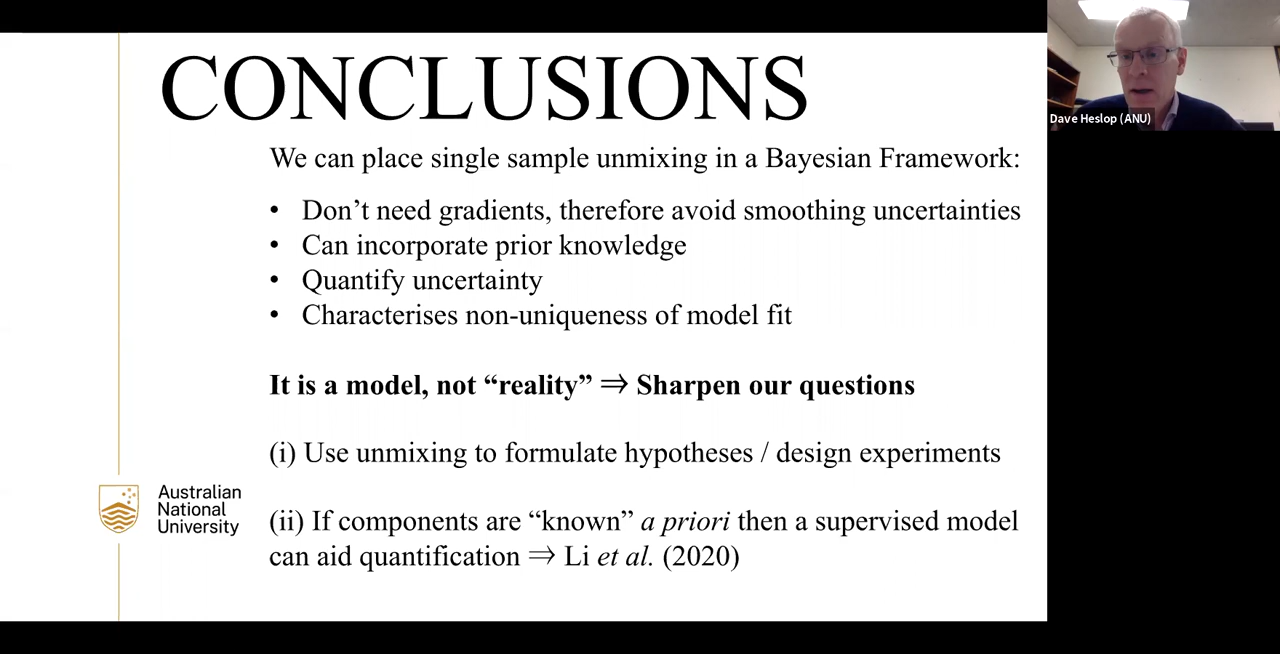 CONCLUSIONS
We can place single sample unmixing in a Bayesian Framework:
• Don’t need gradients, therefore avoid smoothing uncertainties
• Can incorporate prior knowledge
• Quantify uncertainty
• Characterises non-uniqueness of model fit
It is a model, not “reality” ⇒ Sharpen our questions
(i) Use unmixing to formulate hypotheses / design experiments
(ii) If components are “known” a priori then a supervised model
can aid quantification ⇒ Li et al. (2020)
Australian
National
University
Dave Heslop (ANU)